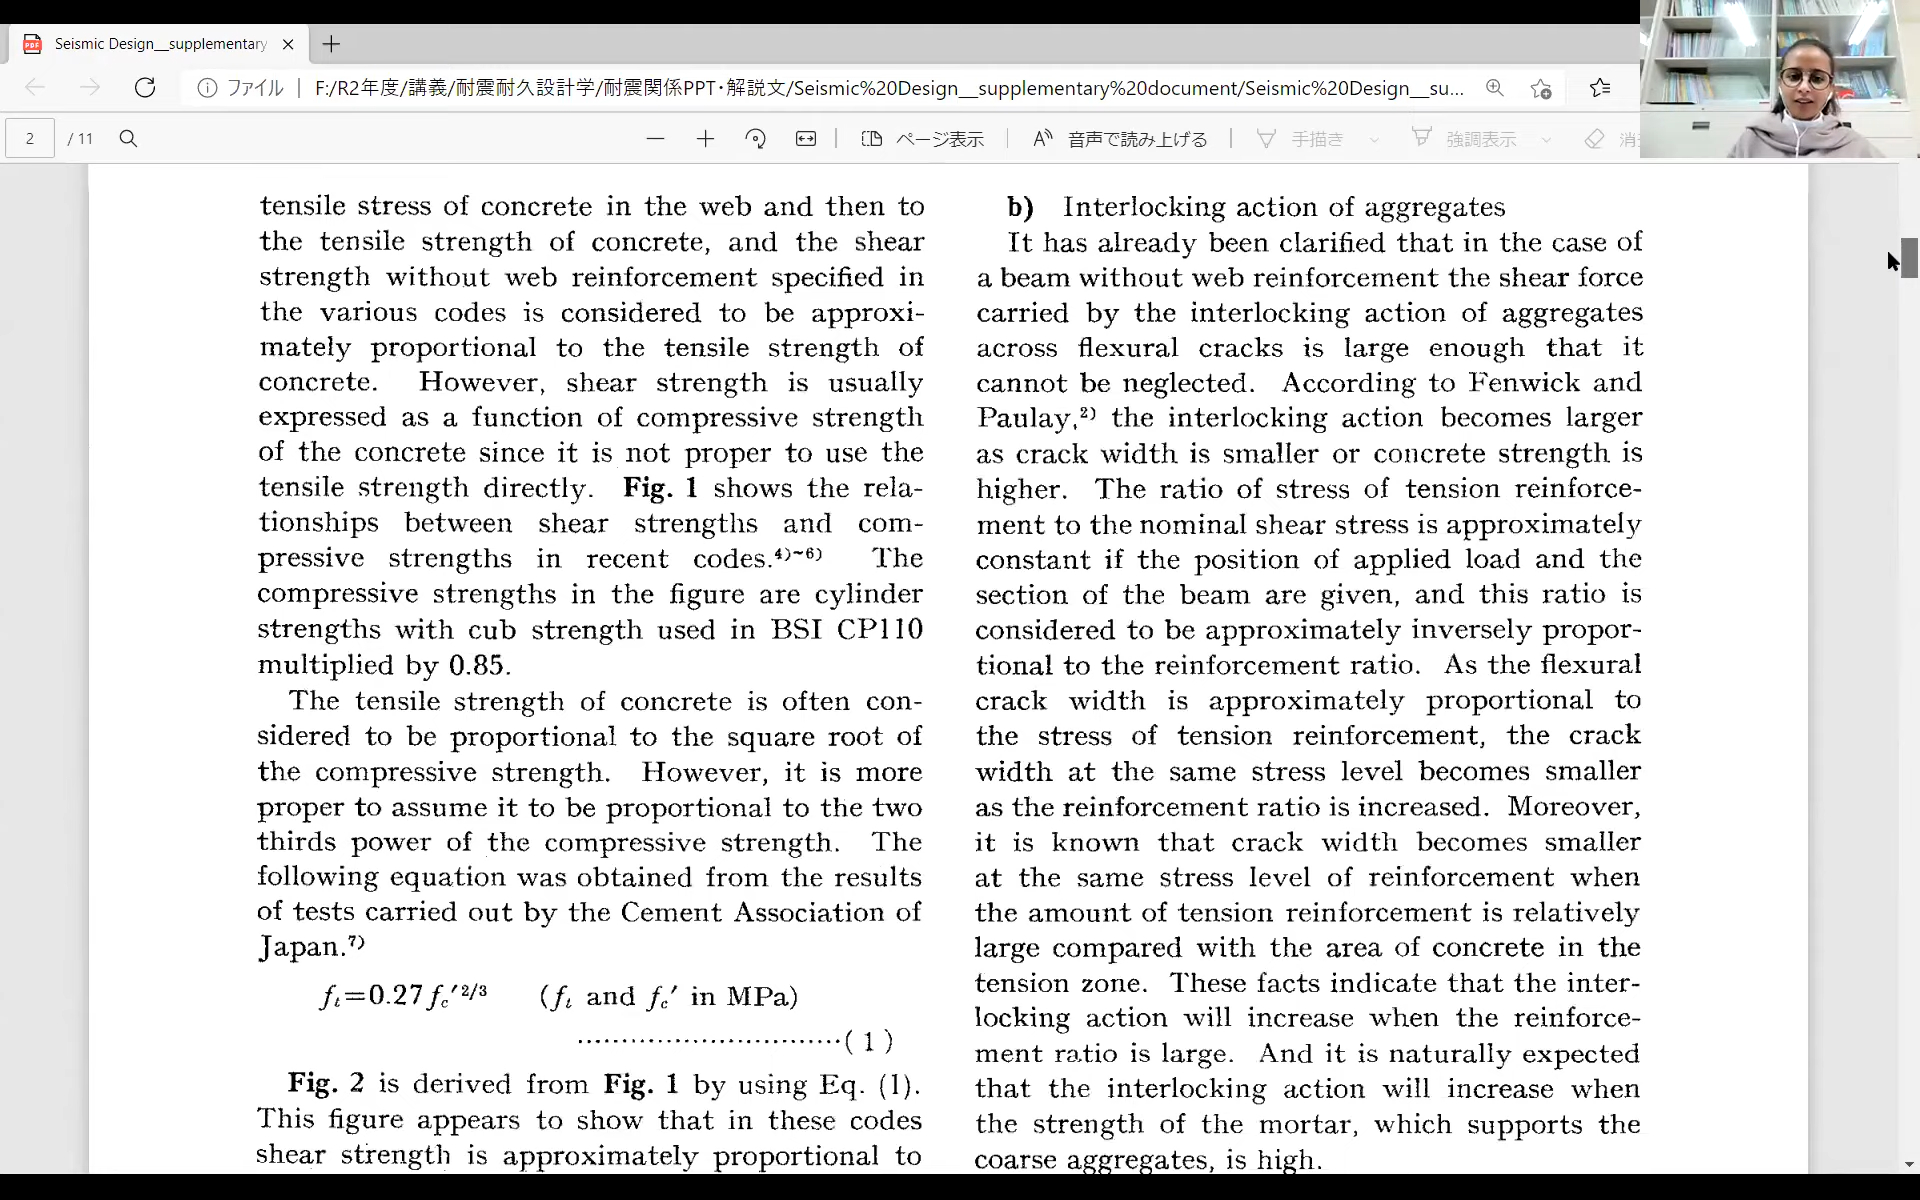 Seismic Design__supplementary
ファイル
F:/R2年度/講義/耐震耐久設計学/耐震関係PPT・解説文/Seismic%20Design__supplementary%20document/Seismic%20Design__su...
2 / 11
ページ表示
音声で読み上げる
手描き
強調表示
tensile stress of concrete in the web and then to
the tensile strength of concrete, and the shear
strength without web reinforcement specified in
the various codes is considered to be approxi-
mately proportional to the tensile strength of
concrete. However, shear strength is usually
expressed as a function of compressive strength
of the concrete since it is not proper to use the
tensile strength directly. Fig. 1 shows the rela-
tionships between shear strengths and com-
pressive strengths in recent codes.4)~6) The
compressive strengths in the figure are cylinder
strengths with cub strength used in BSI CP110
multiplied by 0.85.
The tensile strength of concrete is often con-
sidered to be proportional to the square root of
the compressive strength. However, it is more
proper to assume it to be proportional to the two
thirds power of the compressive strength. The
following equation was obtained from the results
of tests carried out by the Cement Association of
Japan.7)
ft=0.27fc′2/3 (ft and fc′ in MPa)
..............................( 1 )
Fig. 2 is derived from Fig. 1 by using Eq. (1).
This figure appears to show that in these codes
shear strength is approximately proportional to
b) Interlocking action of aggregates
It has already been clarified that in the case of
a beam without web reinforcement the shear force
carried by the interlocking action of aggregates
across flexural cracks is large enough that it
cannot be neglected. According to Fenwick and
Paulay,2) the interlocking action becomes larger
as crack width is smaller or concrete strength is
higher. The ratio of stress of tension reinforce-
ment to the nominal shear stress is approximately
constant if the position of applied load and the
section of the beam are given, and this ratio is
considered to be approximately inversely propor-
tional to the reinforcement ratio. As the flexural
crack width is approximately proportional to
the stress of tension reinforcement, the crack
width at the same stress level becomes smaller
as the reinforcement ratio is increased. Moreover,
it is known that crack width becomes smaller
at the same stress level of reinforcement when
the amount of tension reinforcement is relatively
large compared with the area of concrete in the
tension zone. These facts indicate that the inter-
locking action will increase when the reinforce-
ment ratio is large. And it is naturally expected
that the interlocking action will increase when
the strength of the mortar, which supports the
coarse aggregates, is high.